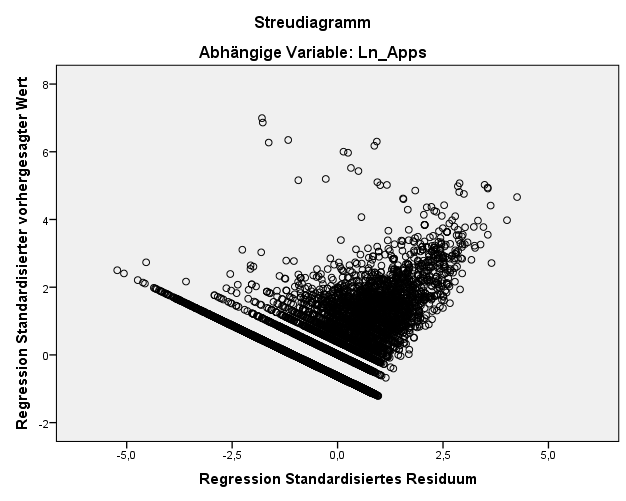 Streudiagramm
Abhängige Variable: Ln_Apps
Regression Standardisierter vorhergesagter Wert
8
6
4
2
0
-2
-5,0 -2,5 0,0 2,5 5,0
Regression Standardisiertes Residuum